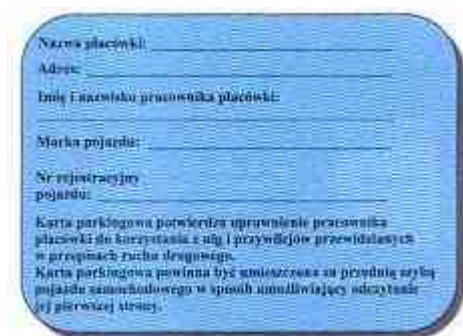 Nazwa placówki:
Adres:
Imię i nazwisko pracownika placówki:
Marka pojazdu:
Nr rejestracyjny
pojazdu:
Karta parkingowa potwierdza uprawnienie pracownika
placówki do korzystania z ulg i przywilejów przewidzianych
w przepisach ruchu drogowego.
Karta parkingowa powinna być umieszczona za przednią szybą
pojazdu samochodowego w sposób umożliwiający odczytanie
jej pierwszej strony.